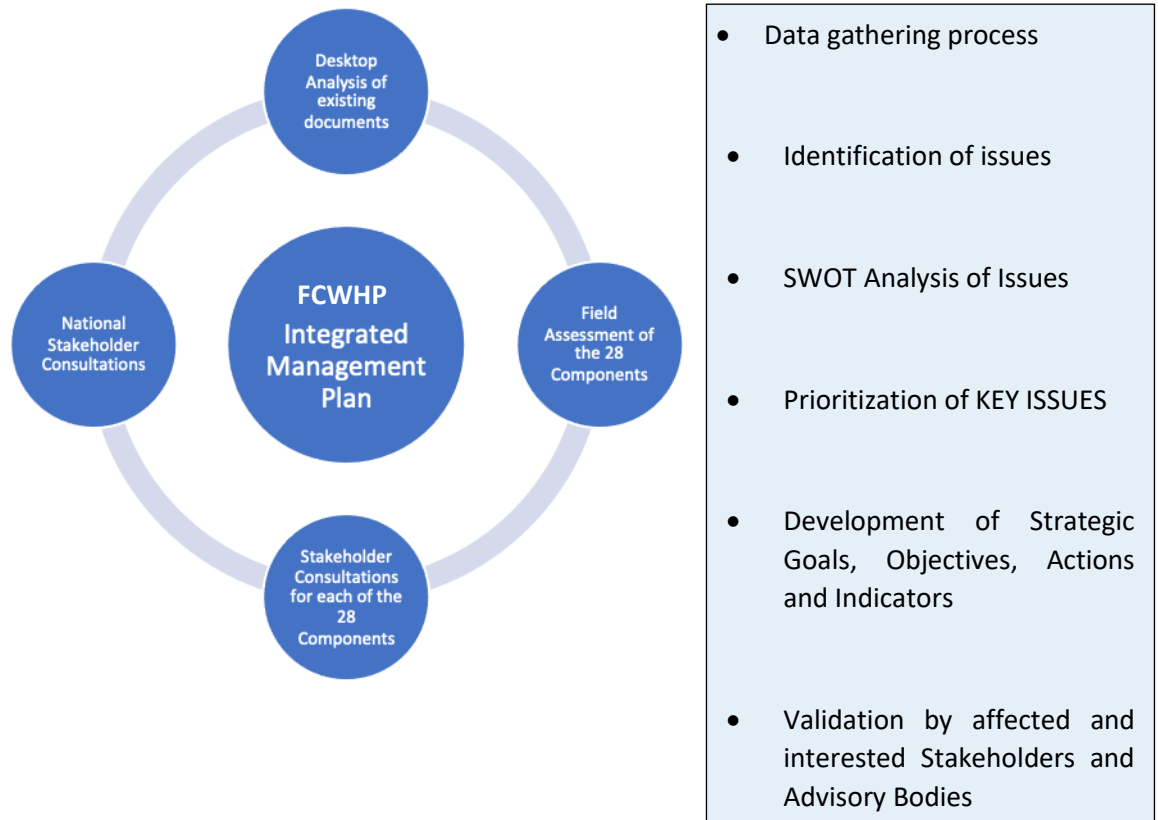 Desktop
Analysis of
existing
documents
FCWHP
Integrated
Management
Plan
National
Stakeholder
Consultations
Field
Assessment of
the 28
Components
Stakeholder
Consultations
for each of the
28
Components
• Data gathering process
• Identification of issues
• SWOT Analysis of Issues
• Prioritization of KEY ISSUES
• Development of Strategic
Goals, Objectives, Actions
and Indicators
• Validation by affected and
interested Stakeholders and
Advisory Bodies